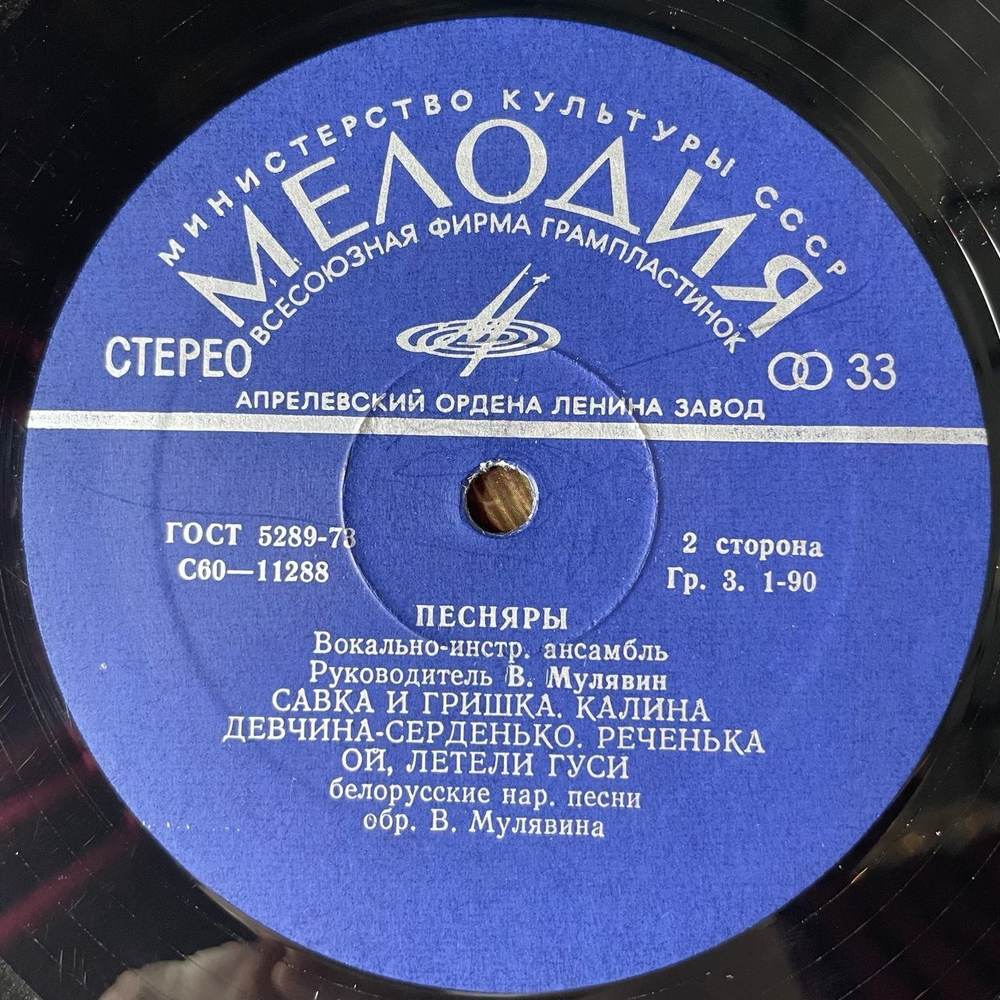 МИНИСТЕРСТВО КУЛЬТУРЫ СССР
МЕЛОДИЯ
ВСЕСОЮЗНАЯ ФИРМА ГРАМПЛАСТИНОК
СТЕРЕО
33
АПРЕЛЕВСКИЙ ОРДЕНА ЛЕНИНА ЗАВОД
ГОСТ 5289-73
С60—11288
2 сторона
Гр. 3. 1-90
ПЕСНЯРЫ
Вокально-инстр. ансамбль
Руководитель В. Мулявин
САВКА И ГРИШКА. КАЛИНА
ДЕВЧИНА-СЕРДЕНЬКО. РЕЧЕНЬКА
ОЙ, ЛЕТЕЛИ ГУСИ
белорусские нар. песни
обр. В. Мулявина